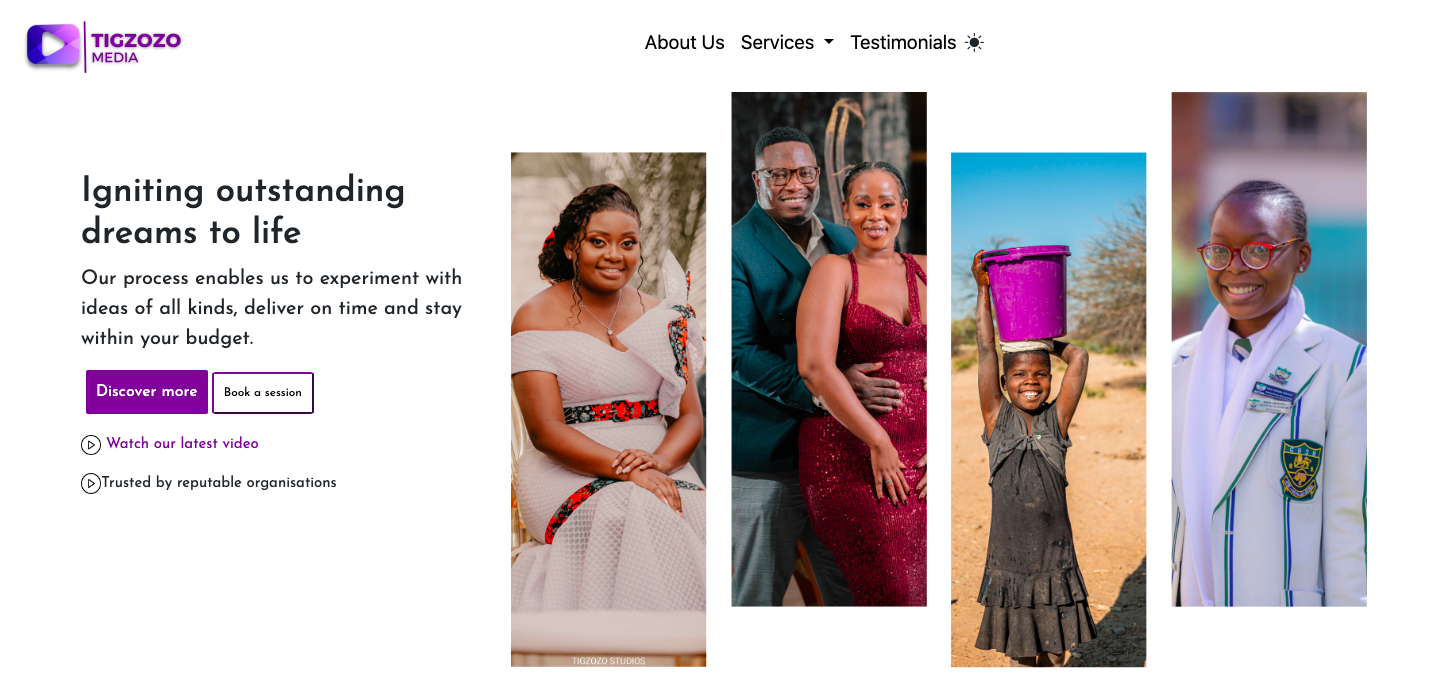 TIGZOZO
MEDIA
About Us Services Testimonials
Igniting outstanding
dreams to life
Our process enables us to experiment with
ideas of all kinds, deliver on time and stay
within your budget.
Discover more Book a session
Watch our latest video
Trusted by reputable organisations
TIGZOZO STUDIOS